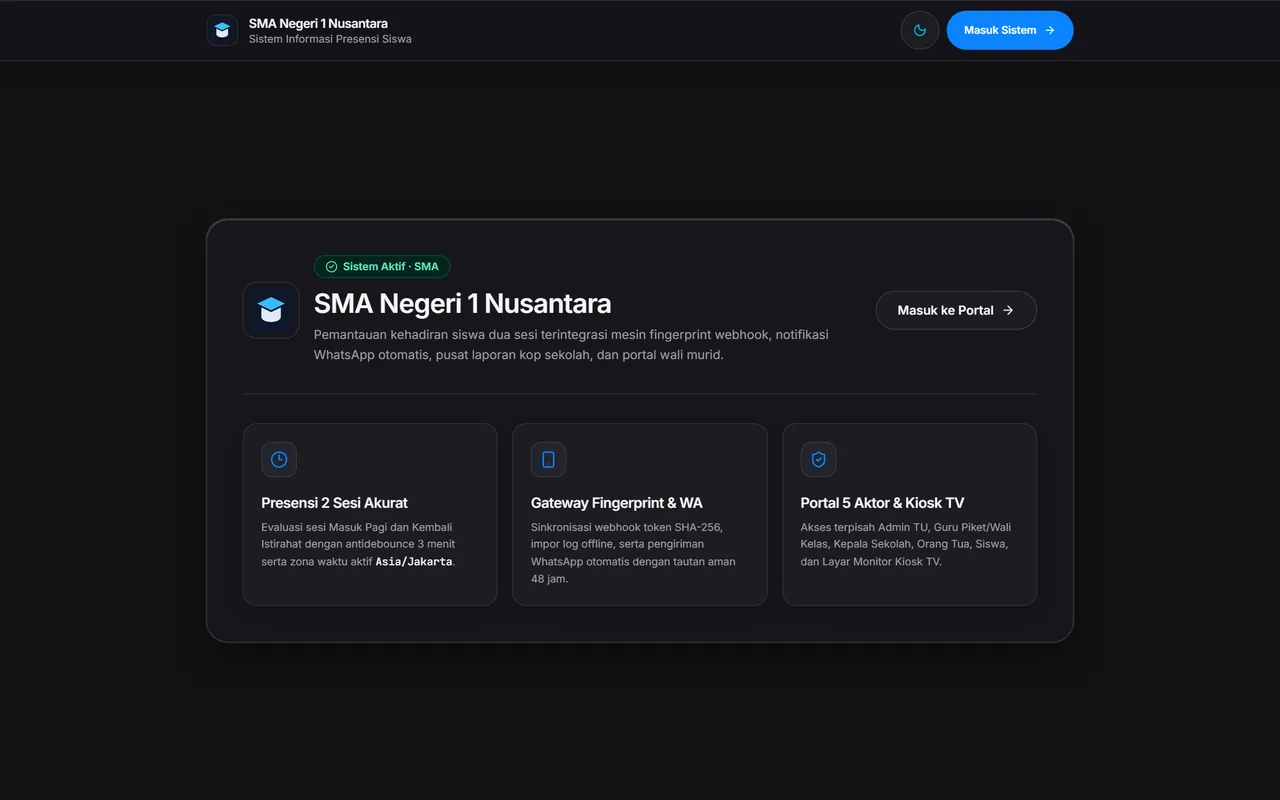 SMA Negeri 1 Nusantara
Sistem Informasi Presensi Siswa
Masuk Sistem
Sistem Aktif · SMA
SMA Negeri 1 Nusantara
Pemantauan kehadiran siswa dua sesi terintegrasi mesin fingerprint webhook, notifikasi
WhatsApp otomatis, pusat laporan kop sekolah, dan portal wali murid.
Masuk ke Portal
Presensi 2 Sesi Akurat
Evaluasi sesi Masuk Pagi dan Kembali
Istirahat dengan antidebounce 3 menit
serta zona waktu aktif Asia/Jakarta.
Gateway Fingerprint & WA
Sinkronisasi webhook token SHA-256,
impor log offline, serta pengiriman
WhatsApp otomatis dengan tautan aman
48 jam.
Portal 5 Aktor & Kiosk TV
Akses terpisah Admin TU, Guru Piket/Wali
Kelas, Kepala Sekolah, Orang Tua, Siswa,
dan Layar Monitor Kiosk TV.